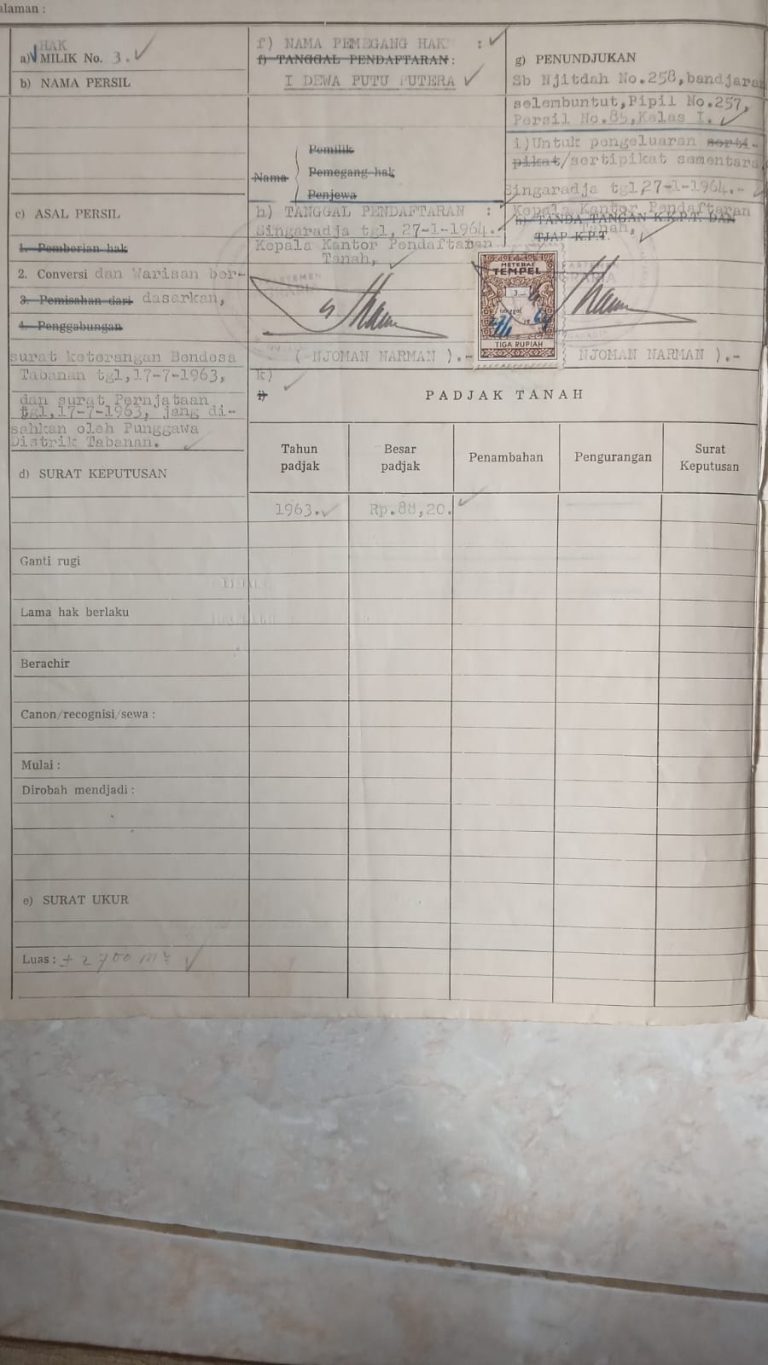 alaman :
HAK
a) MILIK No. 3.
b) NAMA PERSIL
c) ASAL PERSIL
1. Pemberian hak
2. Conversi dan Warisan ber-
3. Pemisahan dari dasarkan,
4. Penggabungan
surat keterangan Bendesa
Tabanan tgl,17-7-1963,
dan surat Pernjataan
tgl,17-7-1963, jang di-
sahkan oleh Punggawa
Distrik Tabanan.
d) SURAT KEPUTUSAN
Ganti rugi
Lama hak berlaku
Berachir
Canon/recognisi/sewa :
Mulai :
Dirobah mendjadi :
e) SURAT UKUR
Luas : ± 2700 m2
f) NAMA PEMEGANG HAK :
f) TANGGAL PENDAFTARAN :
I DEWA PUTU PUTERA
Nama
Pemilik
Pemegang hak
Penjewa
h) TANGGAL PENDAFTARAN :
Singaradja tgl, 27-1-1964.
Kepala Kantor Pendaftaran
Tanah,
METERAI
TEMPEL
3
TIGA RUPIAH
( NJOMAN NARMAN ).-
g) PENUNDJUKAN
Sb Njitdah No.258,bandjaran
selembuntut,Pipil No.257,
Persil No.85,Kelas I.
i)Untuk pengeluaran serti-
pikat/sertipikat sementara
Singaradja tgl,27-1-1964.-
Kepala Kantor Pendaftaran
h) TANDA TANGAN K.K.P.T. DAN
Tanah,
TJAP K.P.T.
NJOMAN NARMAN ).-
k)
i)
PADJAK TANAH
Tahun padjak
Besar padjak
Penambahan
Pengurangan
Surat Keputusan
1963.
Rp.88,20.